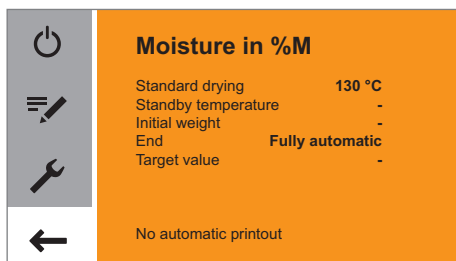 Moisture in %M
Standard drying 130 °C
Standby temperature -
Initial weight -
End Fully automatic
Target value -
No automatic printout